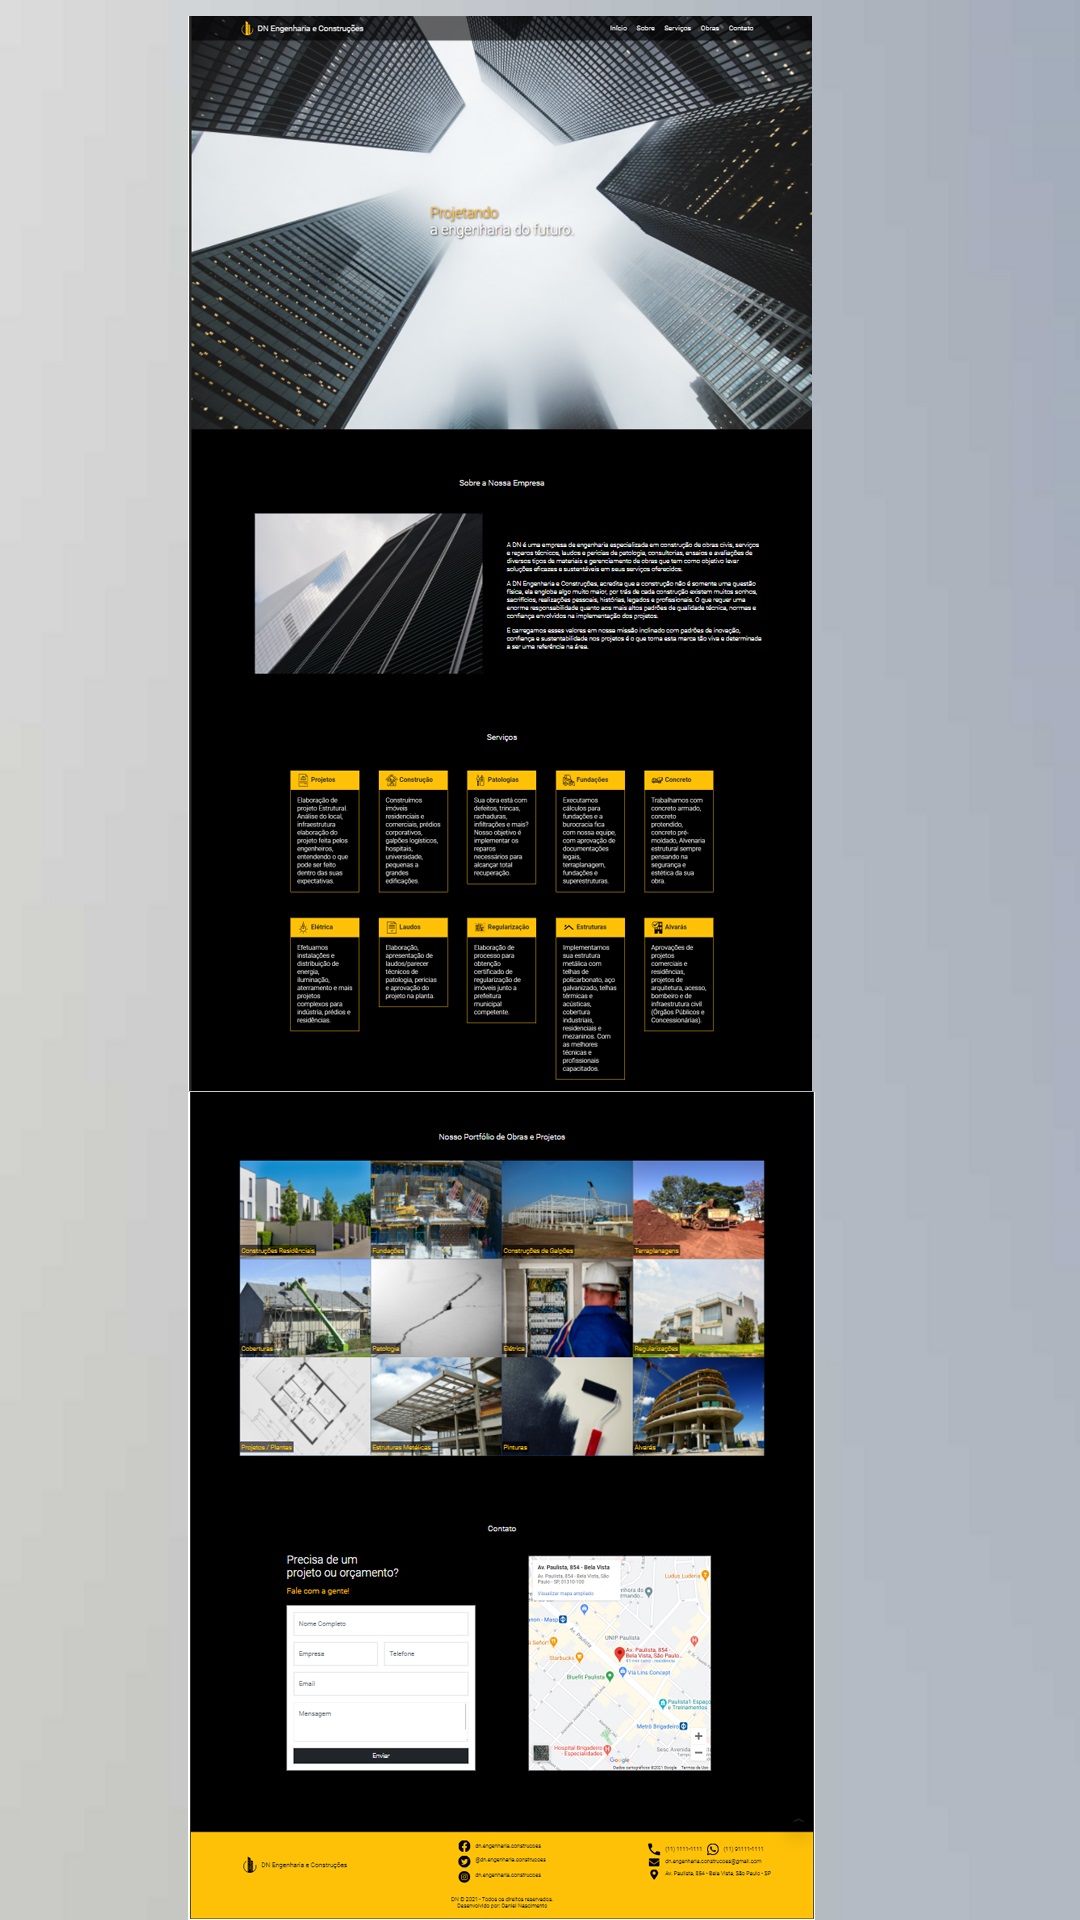 DN Engenharia e Construções
Início Sobre Serviços Obras Contato
Projetando
a engenharia do futuro.
Sobre a Nossa Empresa
A DN é uma empresa de engenharia especializada em construção de obras civis, serviços
e reparos técnicos, laudos e perícias de patologia, consultorias, ensaios e avaliações de
diversos tipos de materiais e gerenciamento de obras que tem como objetivo levar
soluções eficazes e sustentáveis em seus serviços oferecidos.
A DN Engenharia e Construções, acredita que a construção não é somente uma questão
física, ela engloba algo muito maior, por trás de cada construção existem muitos sonhos,
sacrifícios, realizações pessoais, histórias, legados e profissionais. O que requer uma
enorme responsabilidade quanto aos mais altos padrões de qualidade técnica, normas e
confiança envolvidos na implementação dos projetos.
E carregamos esses valores em nossa missão inclinado com padrões de inovação,
confiança e sustentabilidade nos projetos é o que torna esta marca tão viva e determinada
a ser uma referência na área.
Serviços
Projetos
Elaboração de
projeto Estrutural.
Análise do local,
infraestrutura
elaboração do
projeto feita pelos
engenheiros,
entendendo o que
pode ser feito
dentro das suas
expectativas.
Construção
Construímos
imóveis
residenciais e
comerciais, prédios
corporativos,
galpões logísticos,
hospitais,
universidade,
pequenas a
grandes
edificações.
Patologias
Sua obra está com
defeitos, trincas,
rachaduras,
infiltrações e mais?
Nosso objetivo é
implementar os
reparos
necessários para
alcançar total
recuperação.
Fundações
Executamos
cálculos para
fundações e a
burocracia fica
com nossa equipe,
com aprovação de
documentações
legais,
terraplanagem,
fundações e
superestruturas.
Concreto
Trabalhamos com
concreto armado,
concreto
protendido,
concreto pré-
moldado, Alvenaria
estrutural sempre
pensando na
segurança e
estética da sua
obra.
Elétrica
Efetuamos
instalações e
distribuição de
energia,
iluminação,
aterramento e mais
projetos
complexos para
indústria, prédios e
residências.
Laudos
Elaboração,
apresentação de
laudos/parecer
técnicos de
patologia, perícias
e aprovação do
projeto na planta.
Regularização
Elaboração de
processo para
obtenção
certificado de
regularização de
imóveis junto a
prefeitura
municipal
competente.
Estruturas
Implementamos
sua estrutura
metálica com
telhas de
policarbonato, aço
galvanizado, telhas
térmicas e
acústicas,
cobertura
industriais,
residenciais e
mezaninos. Com
as melhores
técnicas e
profissionais
capacitados.
Alvarás
Aprovações de
projetos
comerciais e
residências,
projetos de
arquitetura, acesso,
bombeiro e de
infraestrutura civil
(Órgãos Públicos e
Concessionárias).
Nosso Portfólio de Obras e Projetos
Construções Residênciais
Fundações
Construções de Galpões
Terraplanagens
Coberturas
Patologia
Elétrica
Regularizações
Projetos / Plantas
Estruturas Metálicas
Pinturas
Alvarás
Contato
Precisa de um
projeto ou orçamento?
Fale com a gente!
Nome Completo
Empresa
Telefone
Email
Mensagem
Enviar
Av. Paulista, 854 - Bela Vista
Av. Paulista, 854 - Bela Vista, São
Paulo - SP, 01310-100
Visualizar mapa ampliado
Ludus Luderia
UNIP Paulista
Av. Paulista
Av. Paulista, 854 -
Bela Vista, São Paulo...
Starbucks
Via Lins Concept
Bluefit Paulista
Paulista1 Espaço
e Treinamentos
Metrô Brigadeiro
Hospital Brigadeiro
- Especialidades
Sesc Avenida
Google
Dados cartográficos ©2021 Google Termos de Uso
DN Engenharia e Construções
dn.engenharia.construcoes
@dn.engenharia.construcoes
dn.engenharia.construcoes
(11) 1111-1111 (11) 91111-1111
dn.engenharia.construcoes@gmail.com
Av. Paulista, 854 - Bela Vista, São Paulo - SP
DN © 2021 - Todos os direitos reservados.
Desenvolvido por: Daniel Nascimento